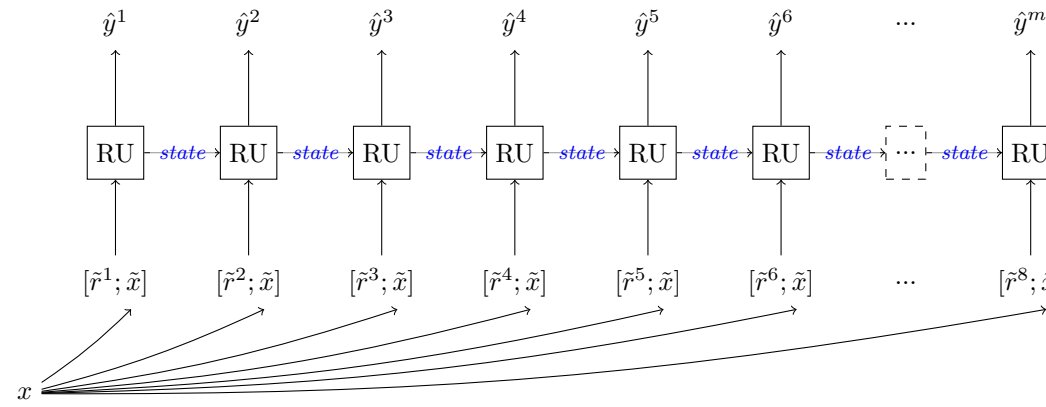 ŷ¹ ŷ² ŷ³ ŷ⁴ ŷ⁵ ŷ⁶ ... ŷᵐ
RU state RU state RU state RU state RU state RU state ... state RU
[r̃¹; x̃] [r̃²; x̃] [r̃³; x̃] [r̃⁴; x̃] [r̃⁵; x̃] [r̃⁶; x̃] ... [r̃⁸;
x